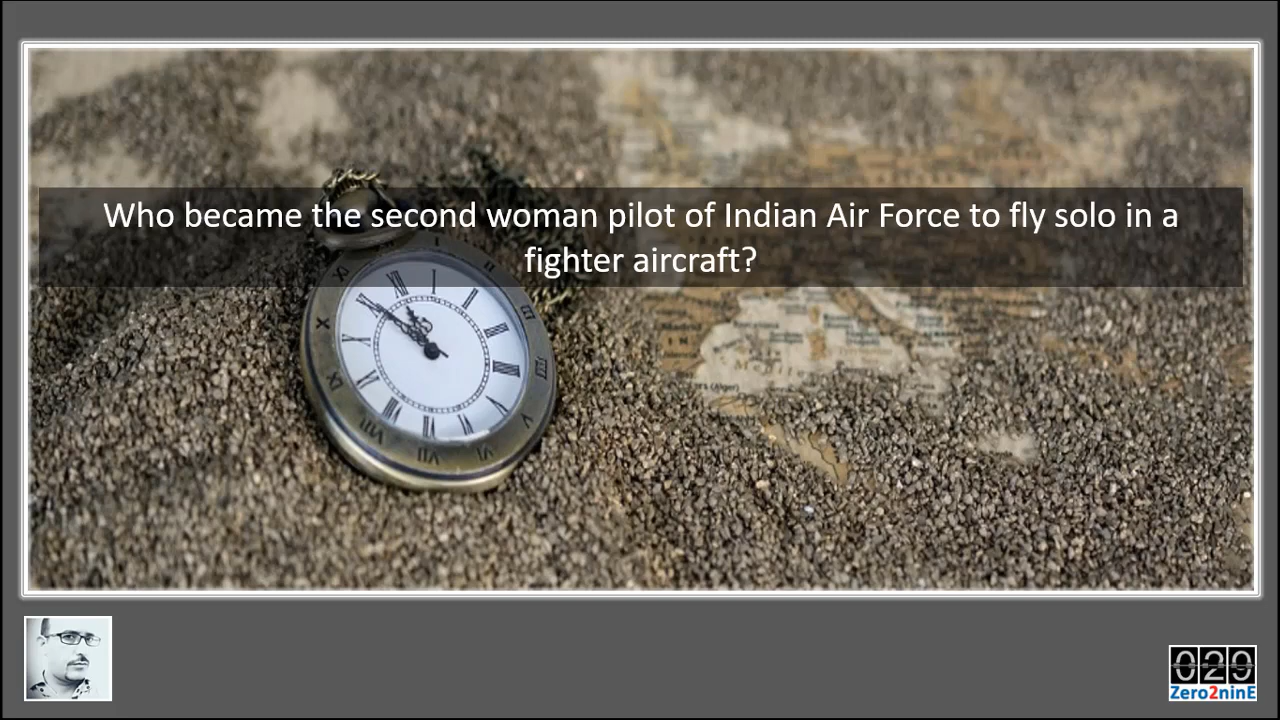 Who became the second woman pilot of Indian Air Force to fly solo in a
fighter aircraft?
029
Zero2ninE